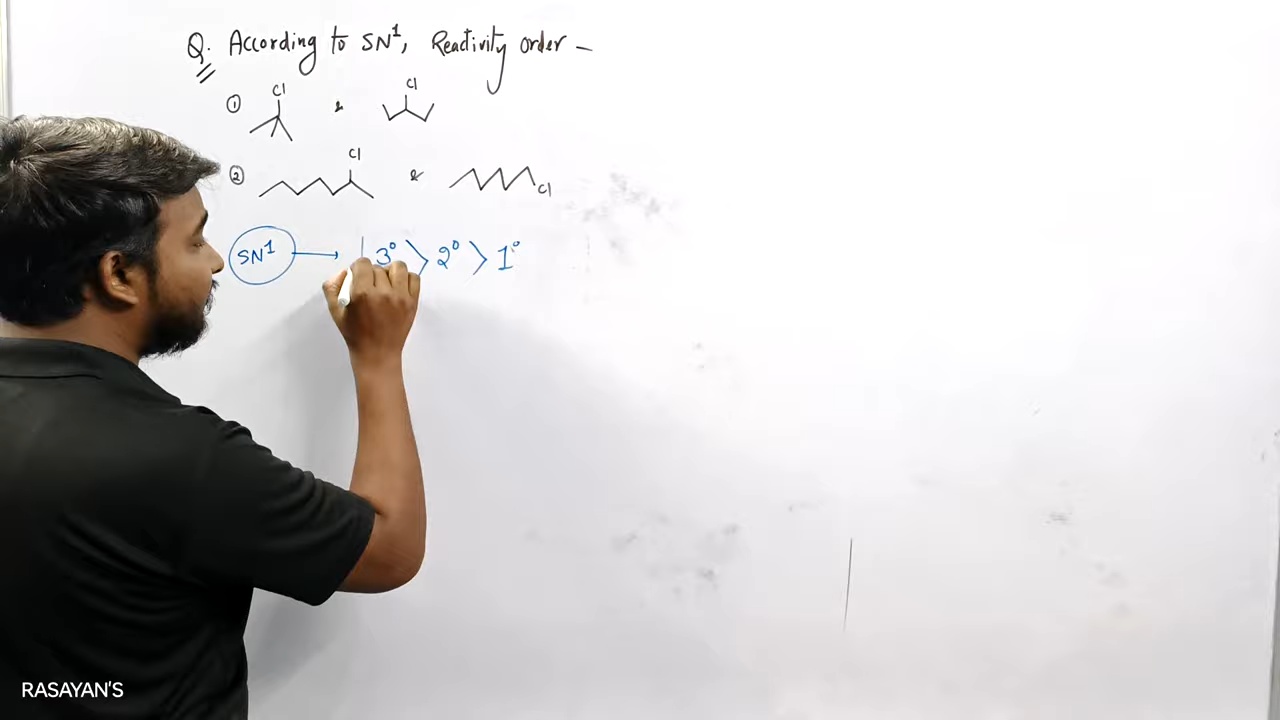 Q. According to SN¹, Reactivity order –
① Cl & Cl
② Cl & Cl
SN¹ → 3° > 2° > 1°
RASAYAN'S